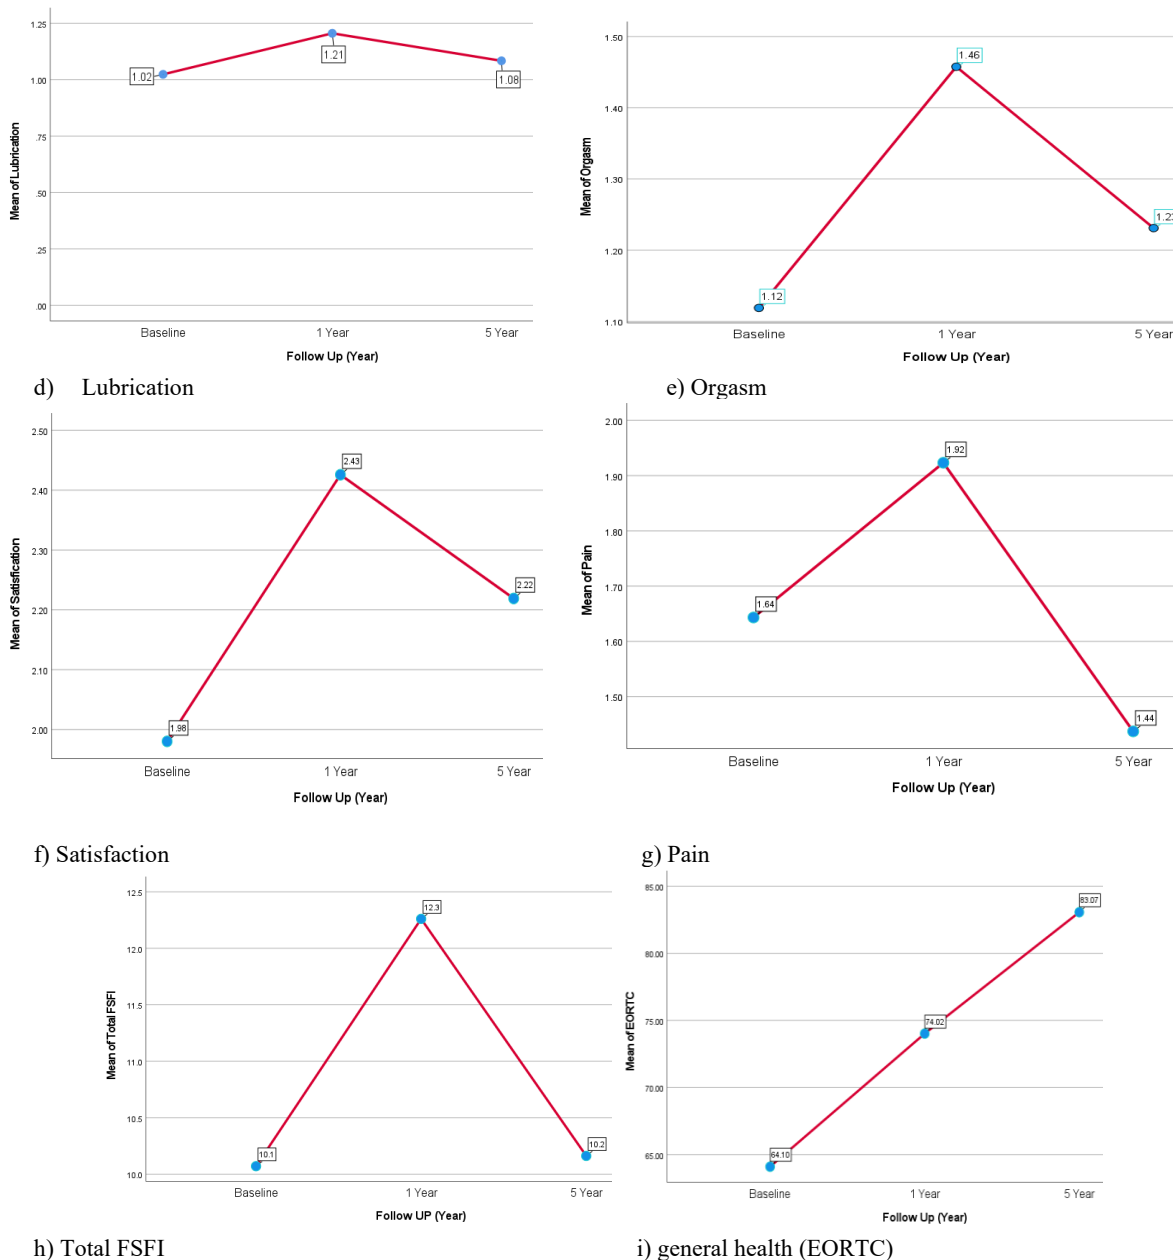 1.25
1.00
.75
.50
.25
.00
Mean of Lubrication
1.02
1.21
1.08
Baseline
1 Year
5 Year
Follow Up (Year)
1.50
1.40
1.30
1.20
1.10
Mean of Orgasm
1.12
1.46
Baseline
1 Year
5 Year
Follow Up (Year)
d) Lubrication
e) Orgasm
2.50
2.40
2.30
2.20
2.10
2.00
Mean of Satisfication
1.98
2.43
2.22
Baseline
1 Year
5 Year
Follow Up (Year)
2.00
1.90
1.80
1.70
1.60
1.50
Mean of Pain
1.64
1.92
1.44
Baseline
1 Year
5 Year
Follow Up (Year)
f) Satisfaction
g) Pain
12.5
12.0
11.5
11.0
10.5
10.0
Mean of Total FSFI
10.1
12.3
10.2
Baseline
1 Year
5 Year
Follow UP (Year)
85.00
80.00
75.00
70.00
65.00
Mean of EORTC
64.10
74.02
83.07
Baseline
1 Year
5 Year
Follow Up (Year)
h) Total FSFI
i) general health (EORTC)